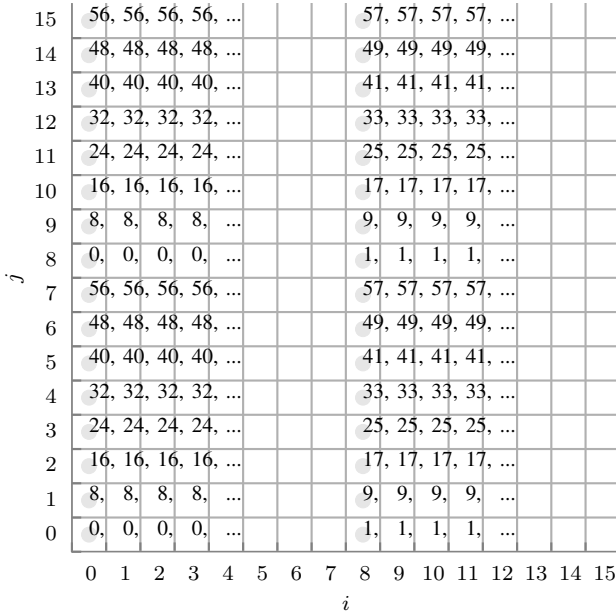 15 56, 56, 56, 56, ... 57, 57, 57, 57, ...
14 48, 48, 48, 48, ... 49, 49, 49, 49, ...
13 40, 40, 40, 40, ... 41, 41, 41, 41, ...
12 32, 32, 32, 32, ... 33, 33, 33, 33, ...
11 24, 24, 24, 24, ... 25, 25, 25, 25, ...
10 16, 16, 16, 16, ... 17, 17, 17, 17, ...
9 8, 8, 8, 8, ... 9, 9, 9, 9, ...
8 0, 0, 0, 0, ... 1, 1, 1, 1, ...
j
7 56, 56, 56, 56, ... 57, 57, 57, 57, ...
6 48, 48, 48, 48, ... 49, 49, 49, 49, ...
5 40, 40, 40, 40, ... 41, 41, 41, 41, ...
4 32, 32, 32, 32, ... 33, 33, 33, 33, ...
3 24, 24, 24, 24, ... 25, 25, 25, 25, ...
2 16, 16, 16, 16, ... 17, 17, 17, 17, ...
1 8, 8, 8, 8, ... 9, 9, 9, 9, ...
0 0, 0, 0, 0, ... 1, 1, 1, 1, ...
0 1 2 3 4 5 6 7 8 9 10 11 12 13 14 15
i